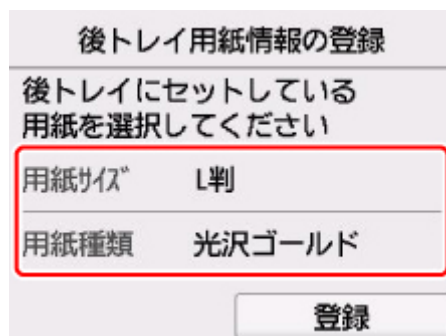 後トレイ用紙情報の登録
後トレイにセットしている
用紙を選択してください
用紙ｻｲｽﾞ L判
用紙種類 光沢ゴールド
登録